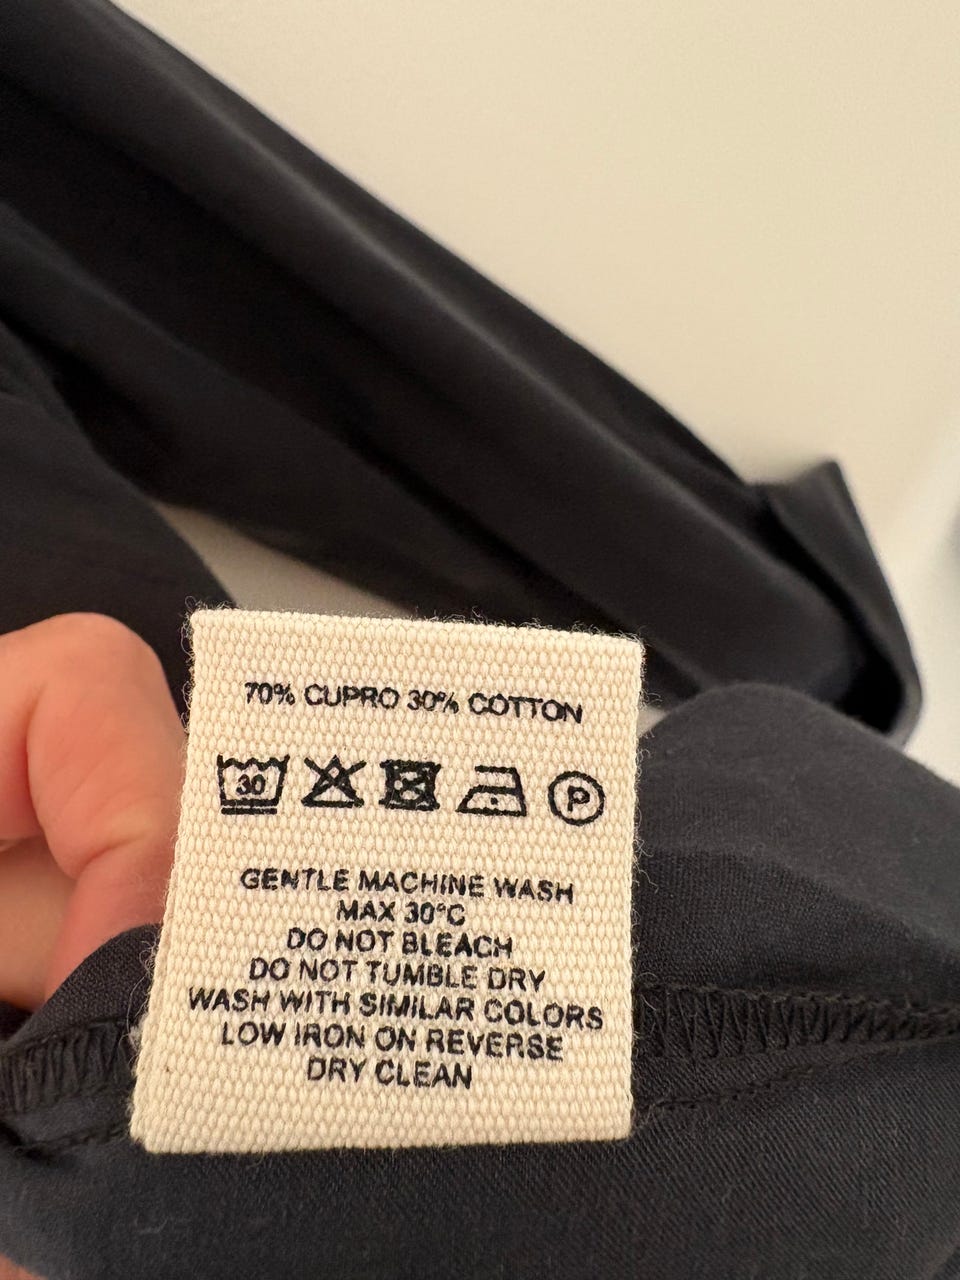 70% CUPRO 30% COTTON
30 P
GENTLE MACHINE WASH
MAX 30°C
DO NOT BLEACH
DO NOT TUMBLE DRY
WASH WITH SIMILAR COLORS
LOW IRON ON REVERSE
DRY CLEAN